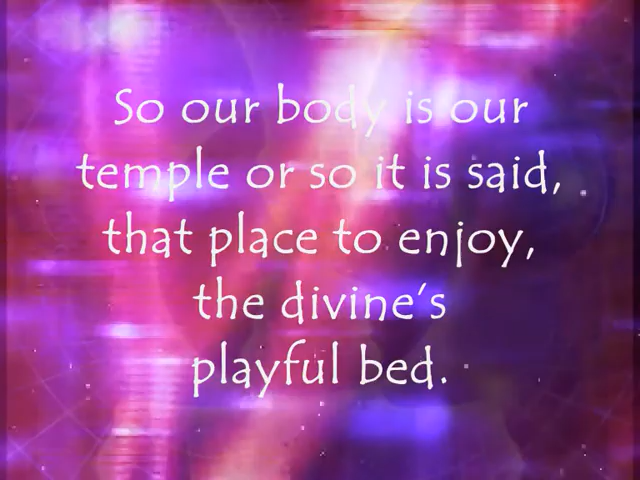 So our body is our
temple or so it is said,
that place to enjoy,
the divine's
playful bed.